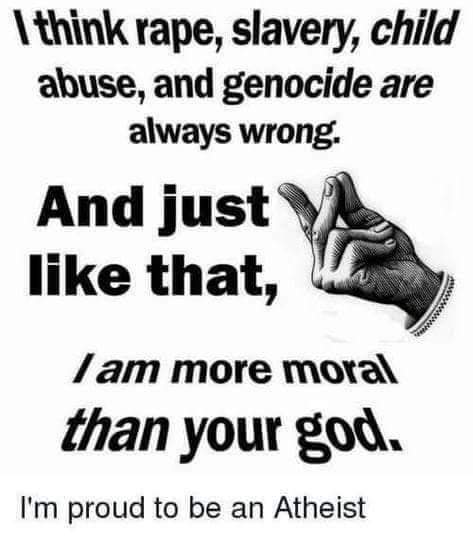 I think rape, slavery, child
abuse, and genocide are
always wrong.
And just
like that,
I am more moral
than your god.
I'm proud to be an Atheist